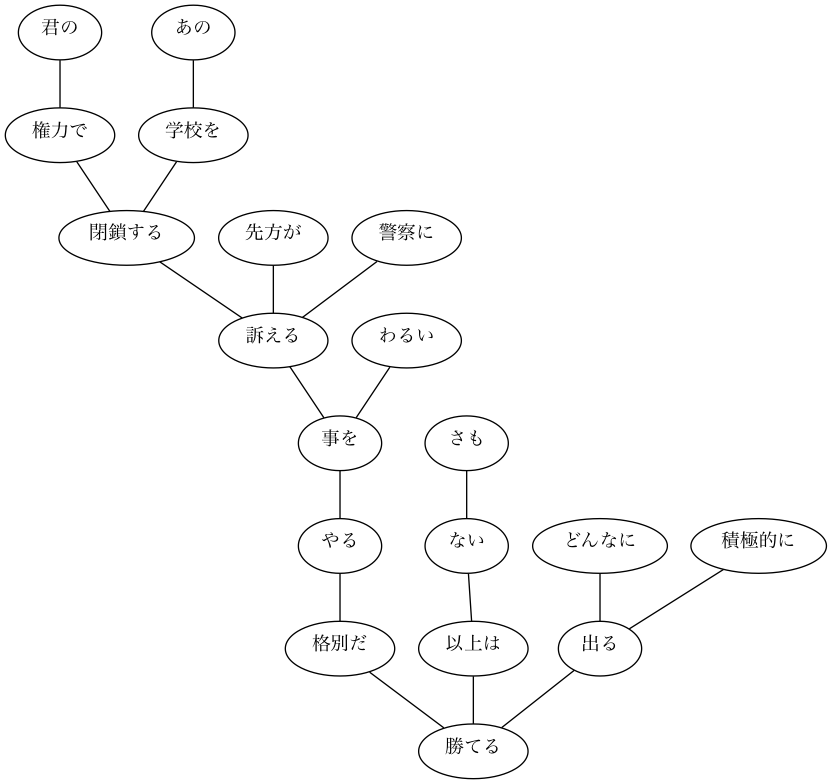 君の
あの
権力で
学校を
閉鎖する
先方が
警察に
訴える
わるい
事を
さも
やる
ない
どんなに
積極的に
格別だ
以上は
出る
勝てる